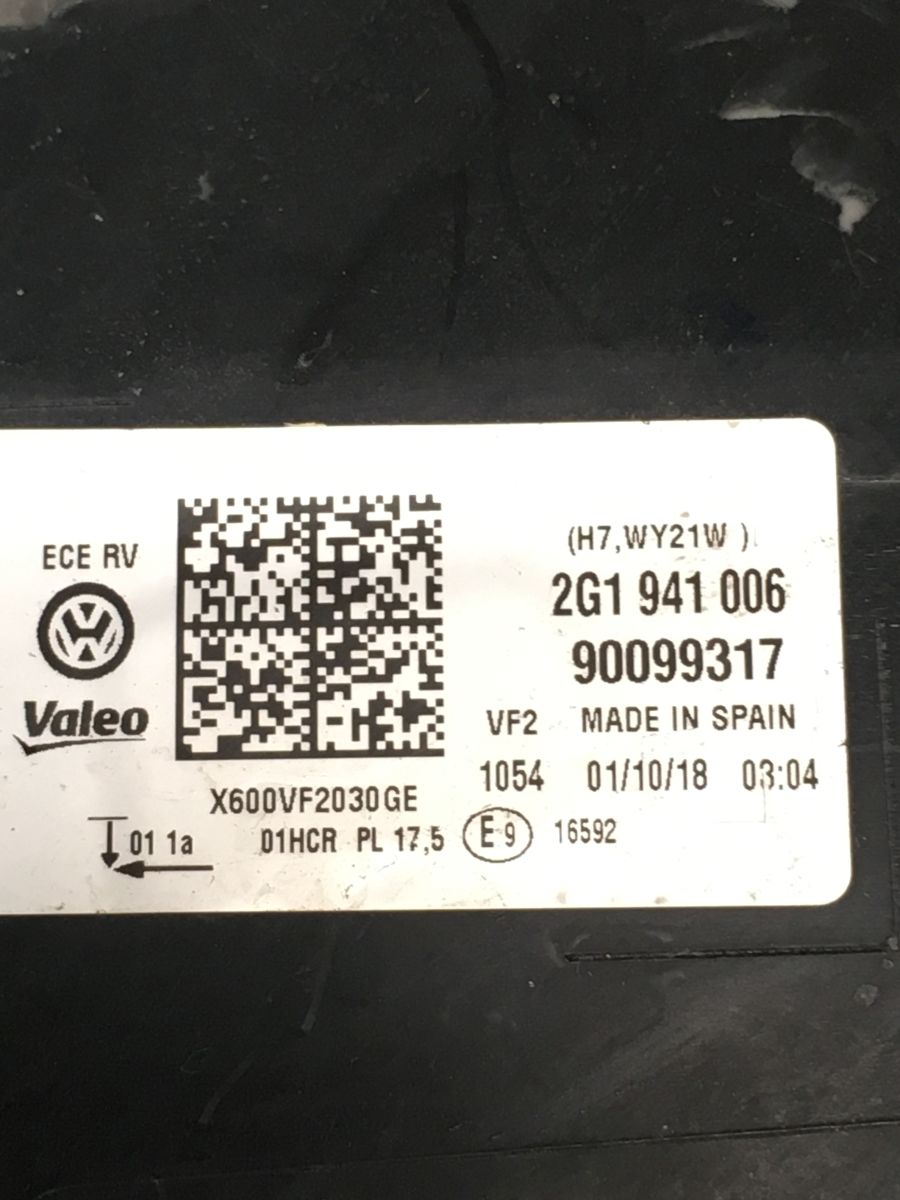 ECE RV
Valeo
X600VF2030GE
01 1a
01HCR PL 17,5
(H7,WY21W )
2G1 941 006
90099317
VF2 MADE IN SPAIN
1054 01/10/18 03:04
E 9 16592